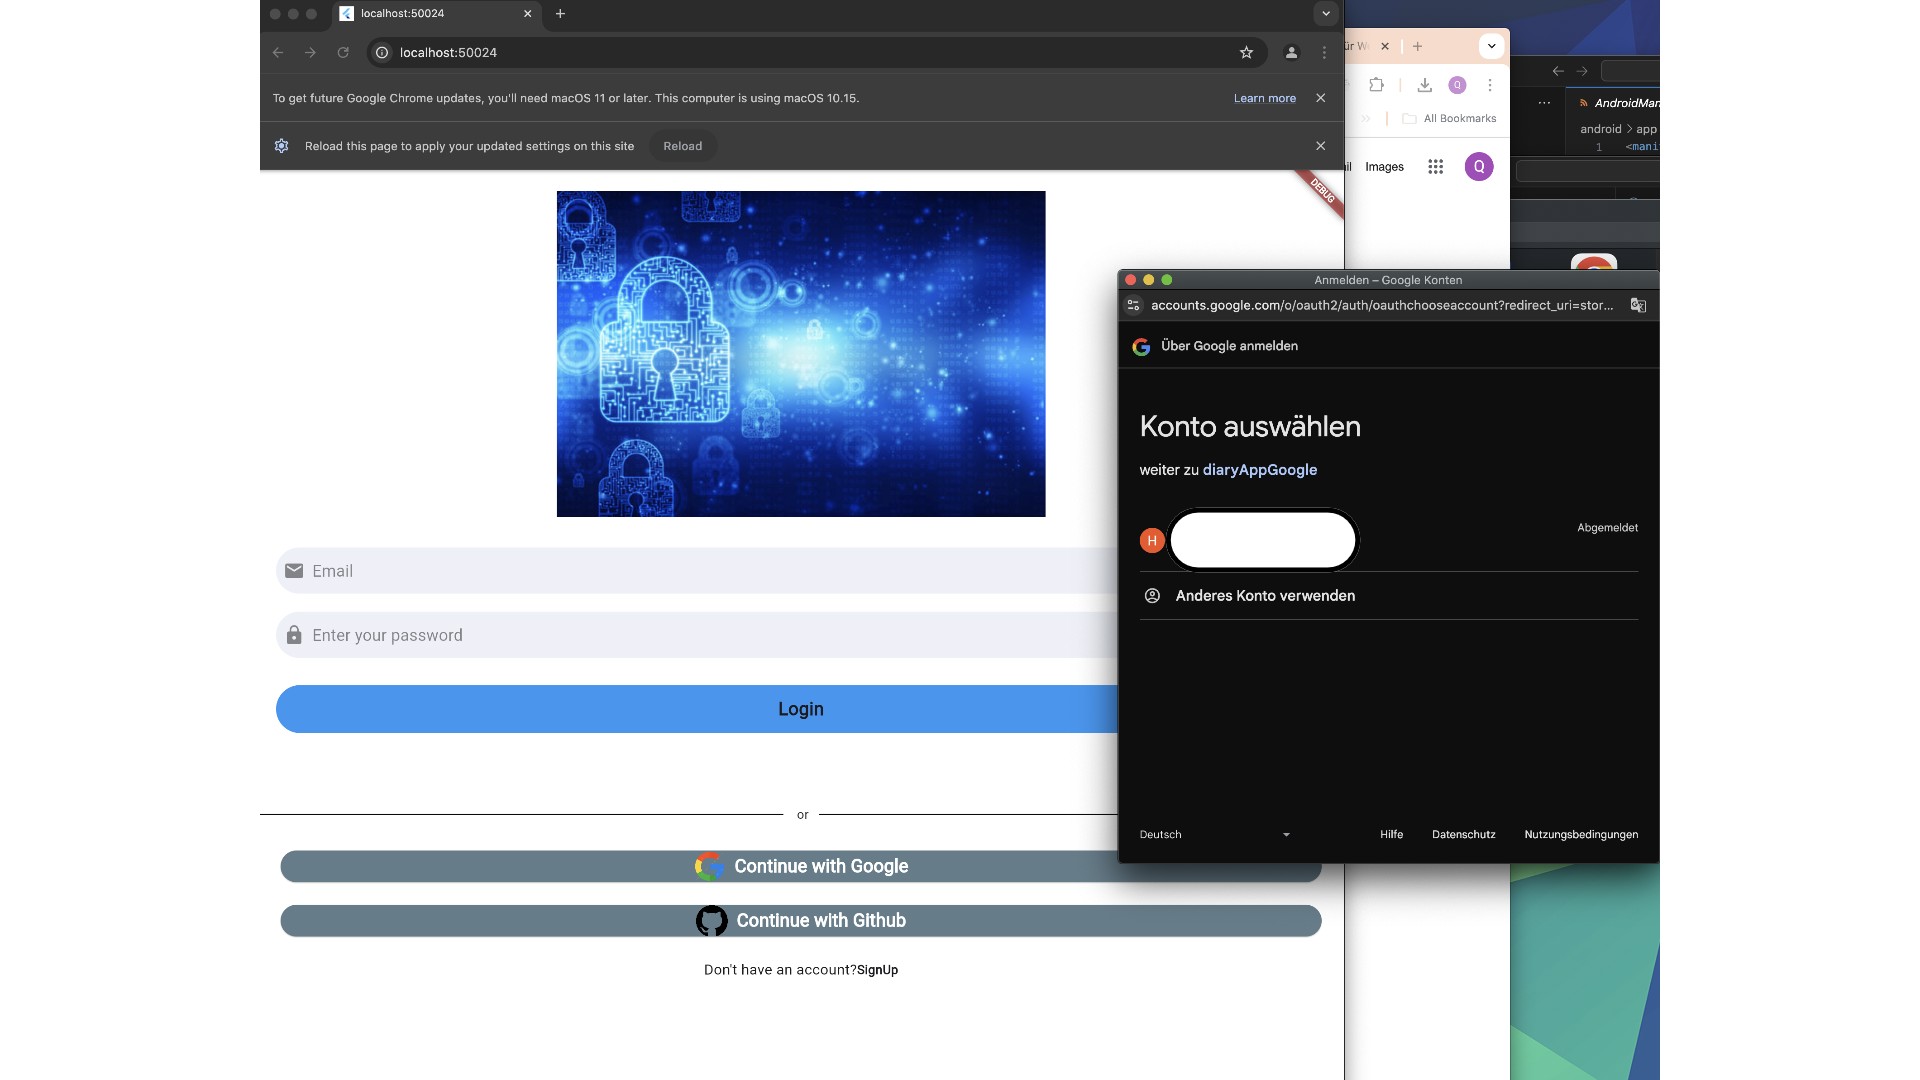 localhost:50024
localhost:50024
To get future Google Chrome updates, you'll need macOS 11 or later. This computer is using macOS 10.15.
Learn more
Reload this page to apply your updated settings on this site
Reload
DEBUG
Email
Enter your password
Login
or
Continue with Google
Continue with Github
Don't have an account?SignUp
All Bookmarks
Images
Q
Q
AndroidMan
android > app
1 <mani
Anmelden – Google Konten
accounts.google.com/o/oauth2/auth/oauthchooseaccount?redirect_uri=stor...
Über Google anmelden
Konto auswählen
weiter zu diaryAppGoogle
H
Abgemeldet
Anderes Konto verwenden
Deutsch
Hilfe
Datenschutz
Nutzungsbedingungen